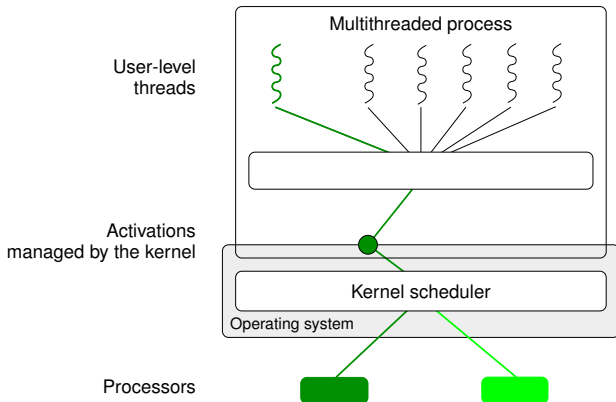 Multithreaded process
User-level
threads
Activations
managed by the kernel
Kernel scheduler
Operating system
Processors